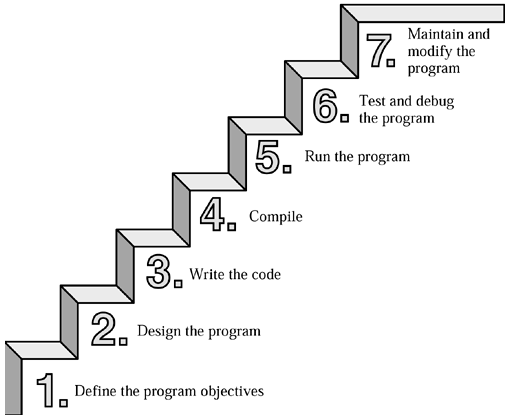 7. Maintain and
modify the
program
6. Test and debug
the program
5. Run the program
4. Compile
3. Write the code
2. Design the program
1. Define the program objectives